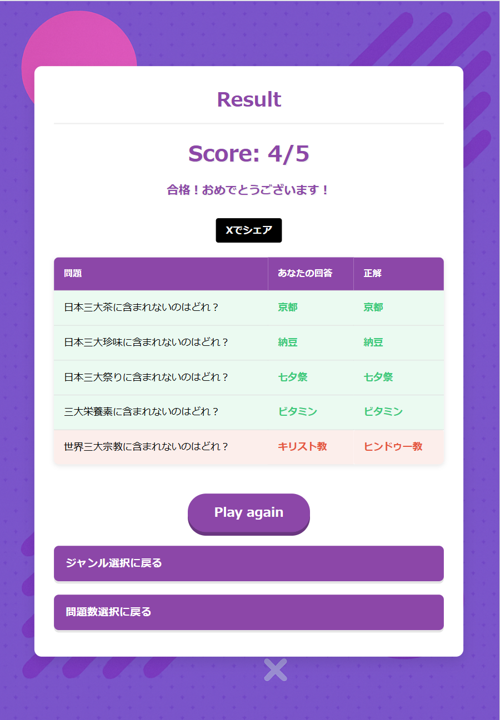 Result
Score: 4/5
合格！おめでとうございます！
Xでシェア
問題 あなたの回答 正解
日本三大茶に含まれないのはどれ？ 京都 京都
日本三大珍味に含まれないのはどれ？ 納豆 納豆
日本三大祭りに含まれないのはどれ？ 七夕祭 七夕祭
三大栄養素に含まれないのはどれ？ ビタミン ビタミン
世界三大宗教に含まれないのはどれ？ キリスト教 ヒンドゥー教
Play again
ジャンル選択に戻る
問題数選択に戻る